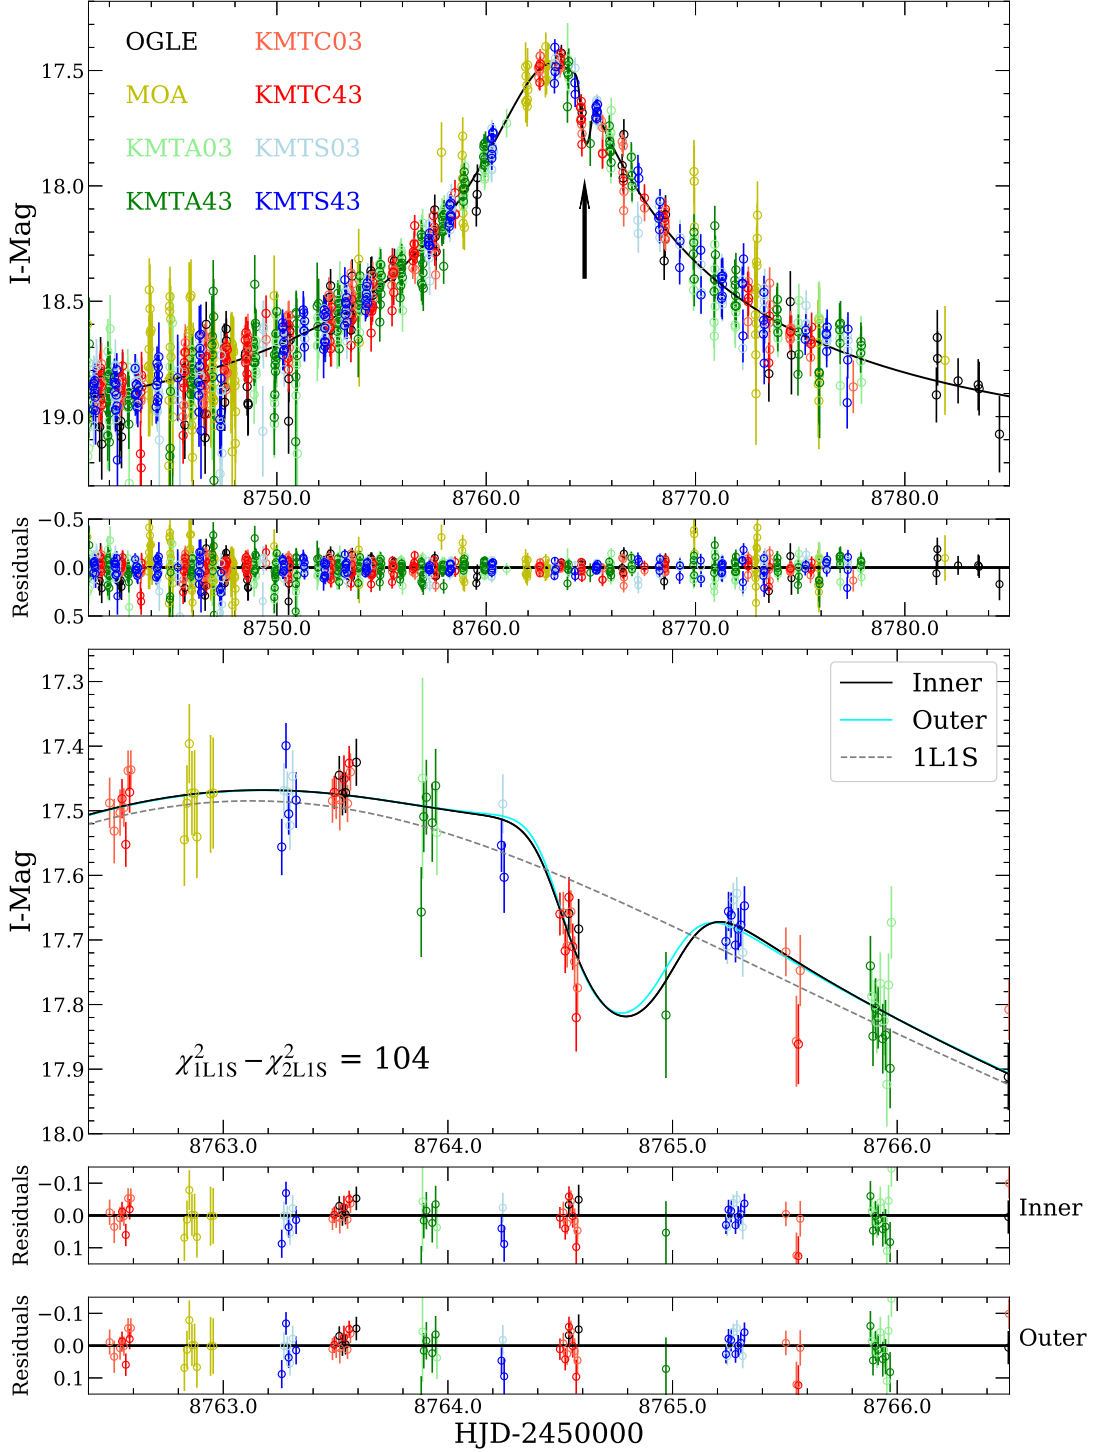 OGLE KMTC03
MOA KMTC43
KMTA03 KMTS03
KMTA43 KMTS43
I-Mag
17.5
18.0
18.5
19.0
8750.0 8760.0 8770.0 8780.0
Residuals
−0.5
0.0
0.5
8750.0 8760.0 8770.0 8780.0
I-Mag
17.3
17.4
17.5
17.6
17.7
17.8
17.9
18.0
Inner
Outer
1L1S
χ²1L1S − χ²2L1S = 104
8763.0 8764.0 8765.0 8766.0
Residuals
−0.1
0.0
0.1
Inner
Residuals
−0.1
0.0
0.1
Outer
8763.0 8764.0 8765.0 8766.0
HJD-2450000